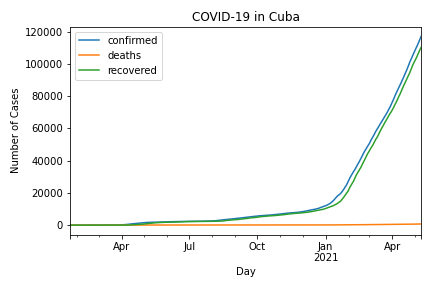 COVID-19 in Cuba
confirmed
deaths
recovered
120000
100000
80000
60000
40000
20000
0
Number of Cases
Apr Jul Oct Jan Apr
2021
Day